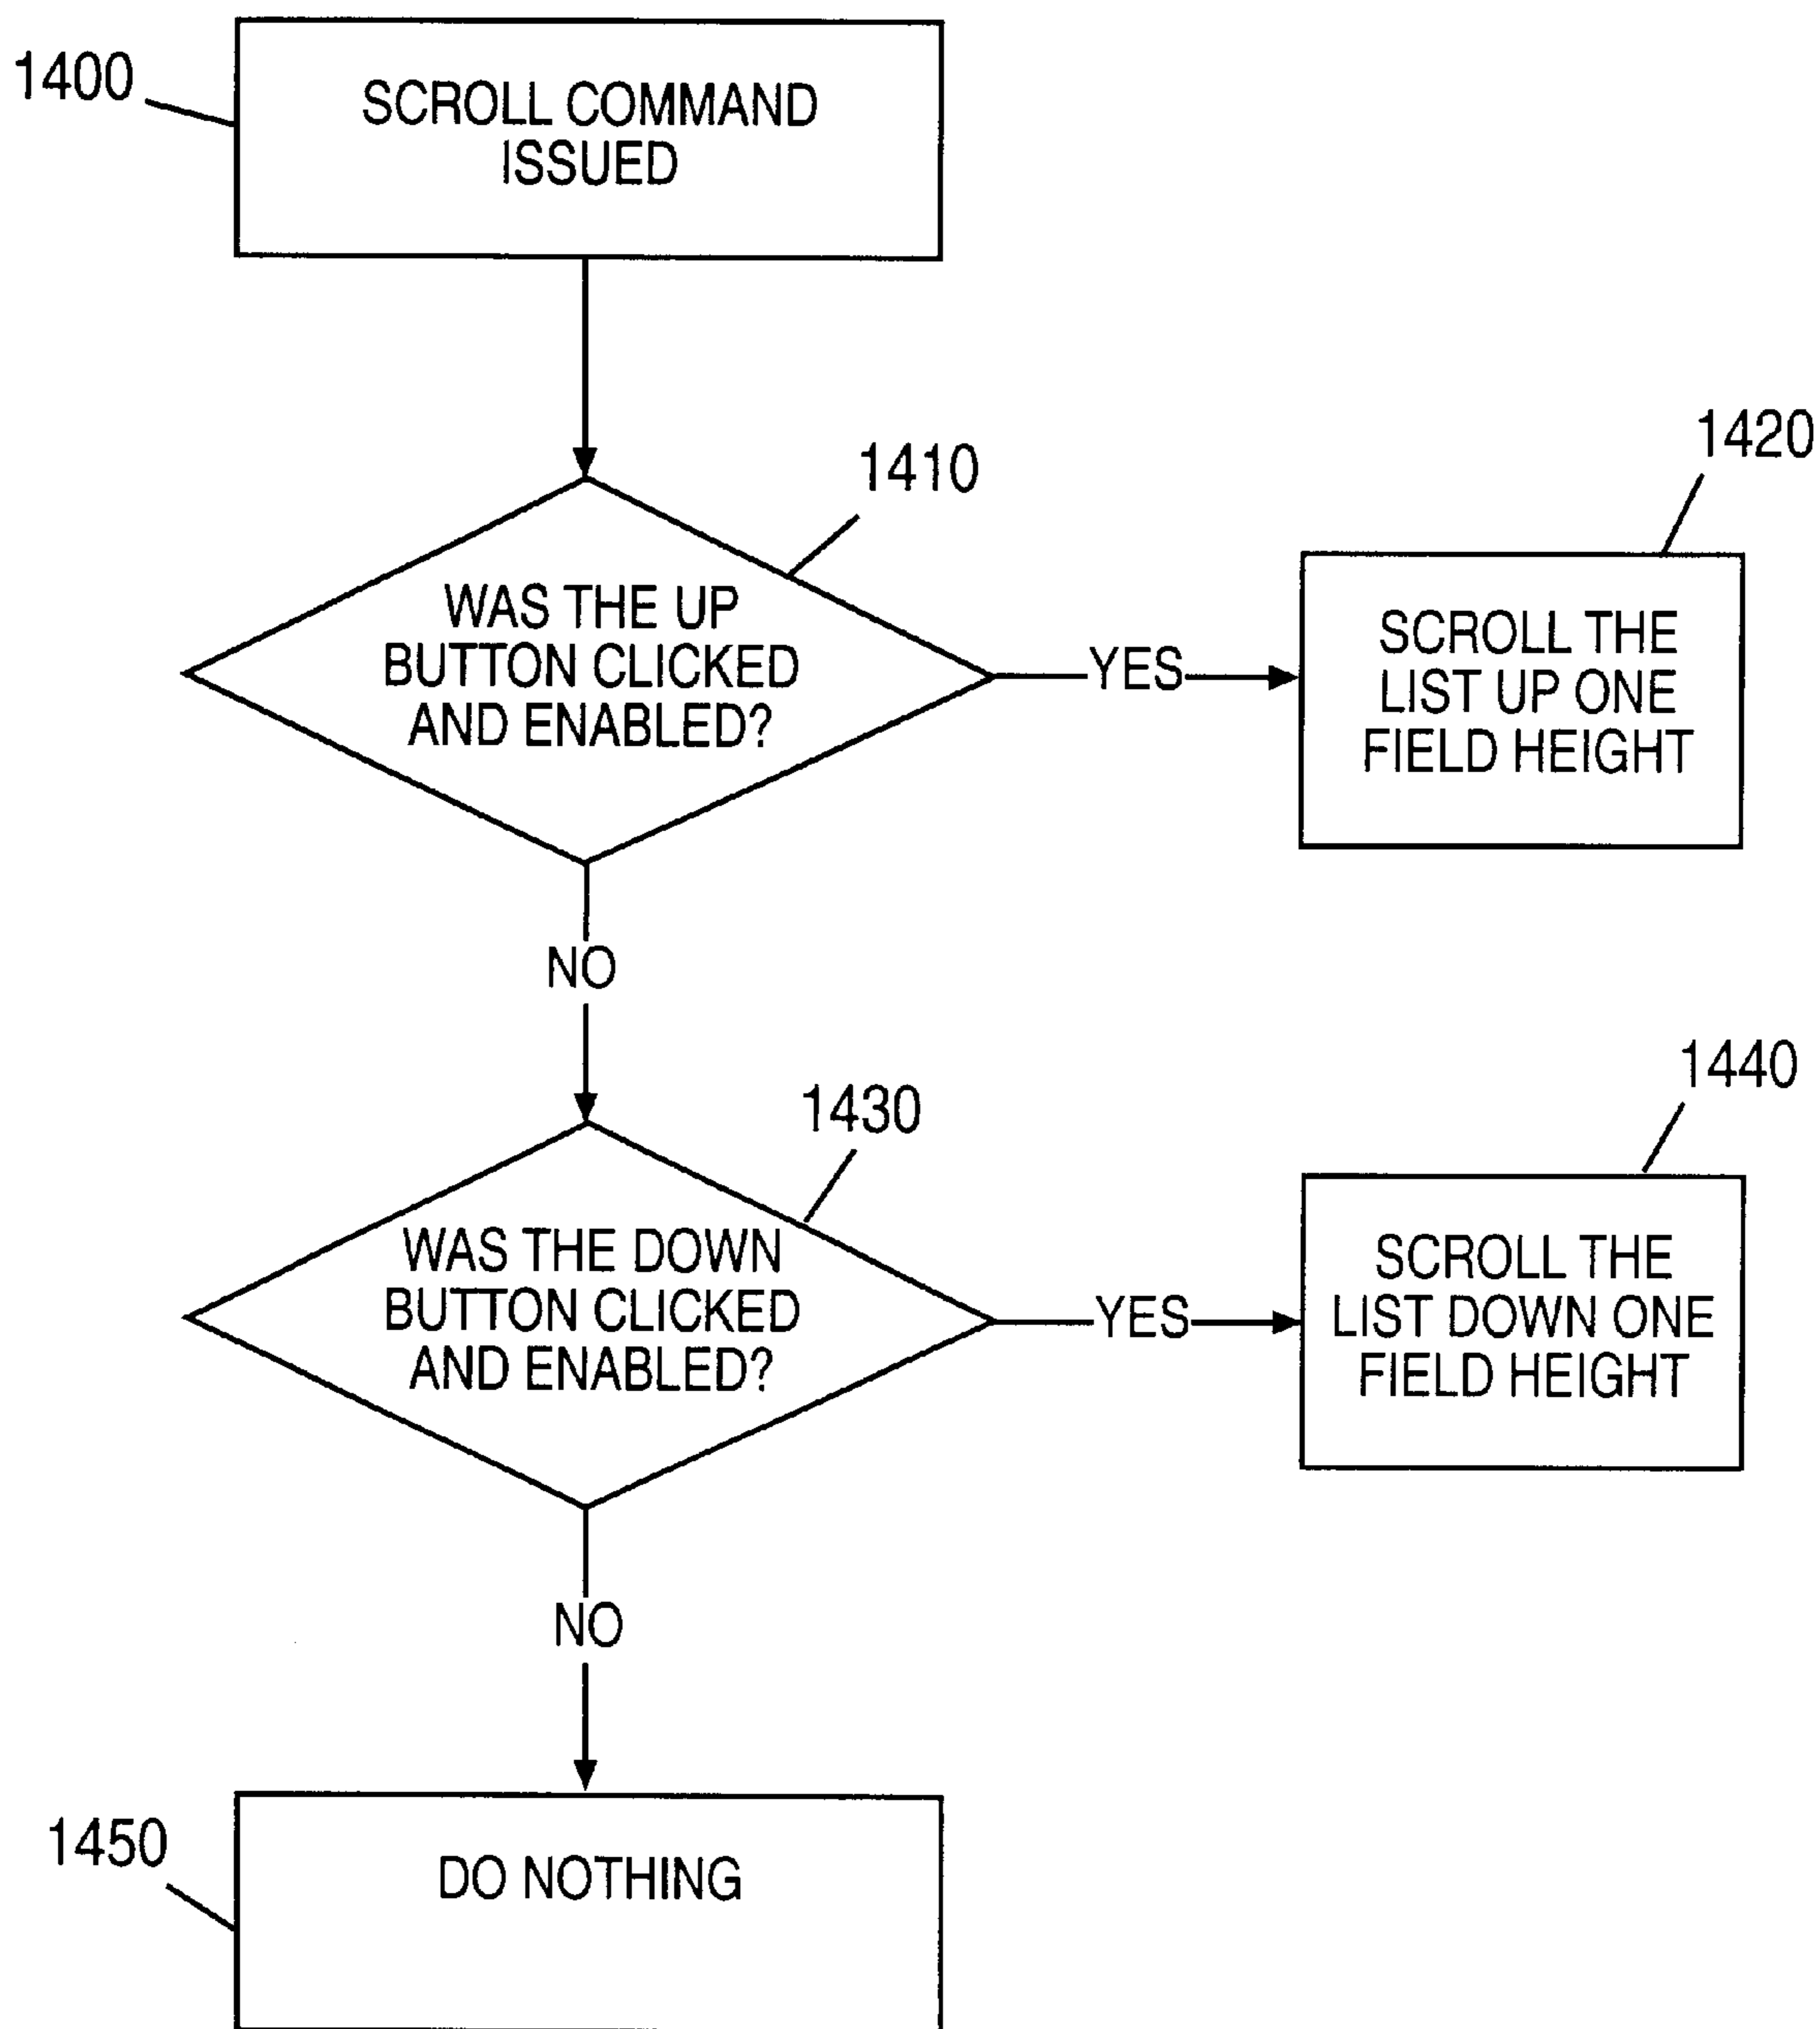 1400
SCROLL COMMAND
ISSUED
1410
WAS THE UP
BUTTON CLICKED
AND ENABLED?
YES
1420
SCROLL THE
LIST UP ONE
FIELD HEIGHT
NO
1430
WAS THE DOWN
BUTTON CLICKED
AND ENABLED?
YES
1440
SCROLL THE
LIST DOWN ONE
FIELD HEIGHT
NO
1450
DO NOTHING